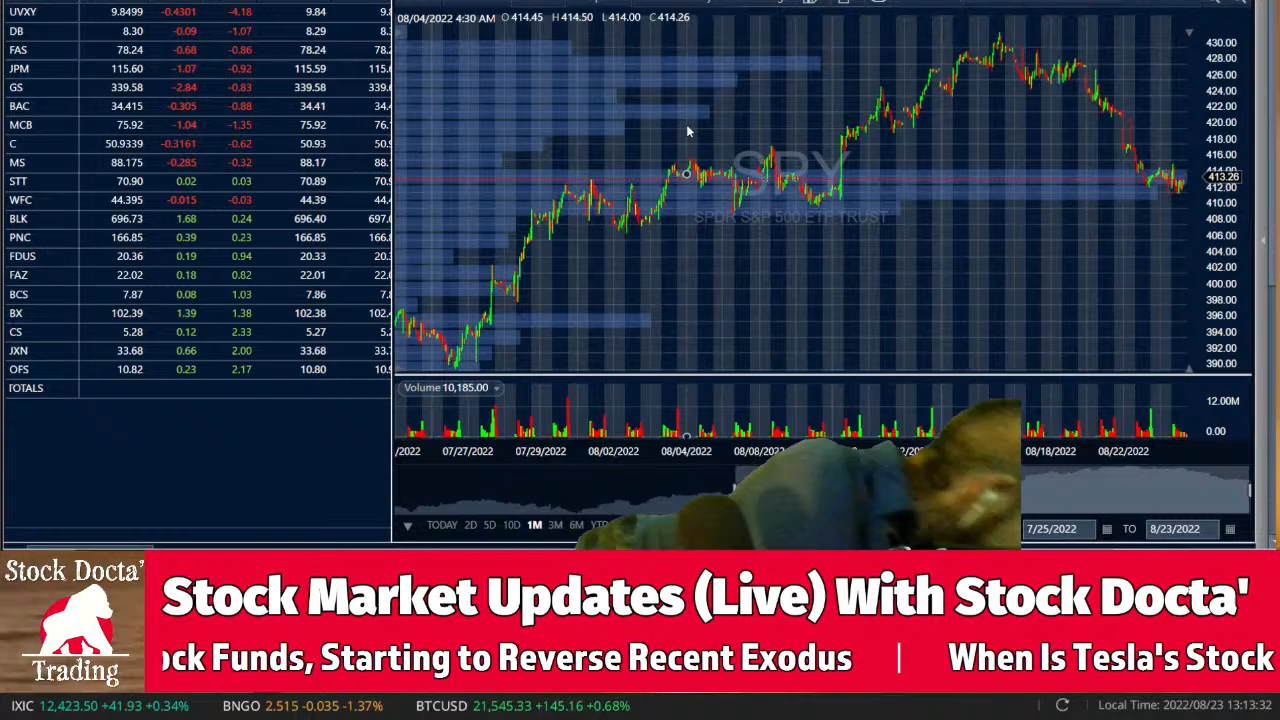 UVXY 9.8499 -0.4301 -4.18 9.84
DB 8.30 -0.09 -1.07 8.29
FAS 78.24 -0.68 -0.86 78.24
JPM 115.60 -1.07 -0.92 115.59
GS 339.58 -2.84 -0.83 339.58
BAC 34.415 -0.305 -0.88 34.41
MCB 75.92 -1.04 -1.35 75.92
C 50.9339 -0.3161 -0.62 50.93
MS 88.175 -0.285 -0.32 88.17
STT 70.90 0.02 0.03 70.89
WFC 44.395 -0.015 -0.03 44.39
BLK 696.73 1.68 0.24 696.40
PNC 166.85 0.39 0.23 166.85
FDUS 20.36 0.19 0.94 20.33
FAZ 22.02 0.18 0.82 22.01
BCS 7.87 0.08 1.03 7.86
BX 102.39 1.39 1.38 102.38
CS 5.28 0.12 2.33 5.27
JXN 33.68 0.66 2.00 33.68
OFS 10.82 0.23 2.17 10.80
TOTALS
08/04/2022 4:30 AM O 414.45 H 414.50 L 414.00 C 414.26
SPY
SPDR S&P 500 ETF TRUST
430.00
428.00
426.00
424.00
422.00
420.00
418.00
416.00
413.26
412.00
410.00
408.00
406.00
404.00
402.00
400.00
398.00
396.00
394.00
392.00
390.00
Volume 10,185.00
12.00M
0.00
/2022 07/27/2022 07/29/2022 08/02/2022 08/04/2022 08/08/2022 08/18/2022 08/22/2022
TODAY 2D 5D 10D 1M 3M 6M YTD
7/25/2022 TO 8/23/2022
Stock Docta'
Trading
Stock Market Updates (Live) With Stock Docta'
ock Funds, Starting to Reverse Recent Exodus | When Is Tesla's Stock
IXIC 12,423.50 +41.93 +0.34% BNGO 2.515 -0.035 -1.37% BTCUSD 21,545.33 +145.16 +0.68% Local Time: 2022/08/23 13:13:32